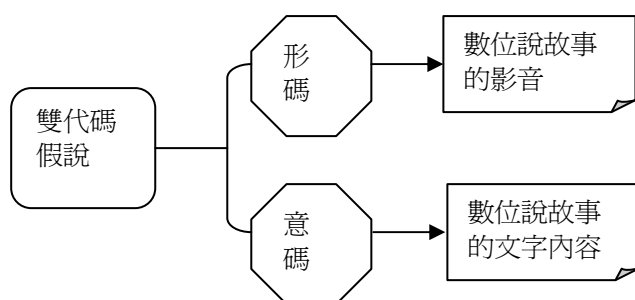 雙代碼
假說
形
碼
數位說故事
的影音
意
碼
數位說故事
的文字內容